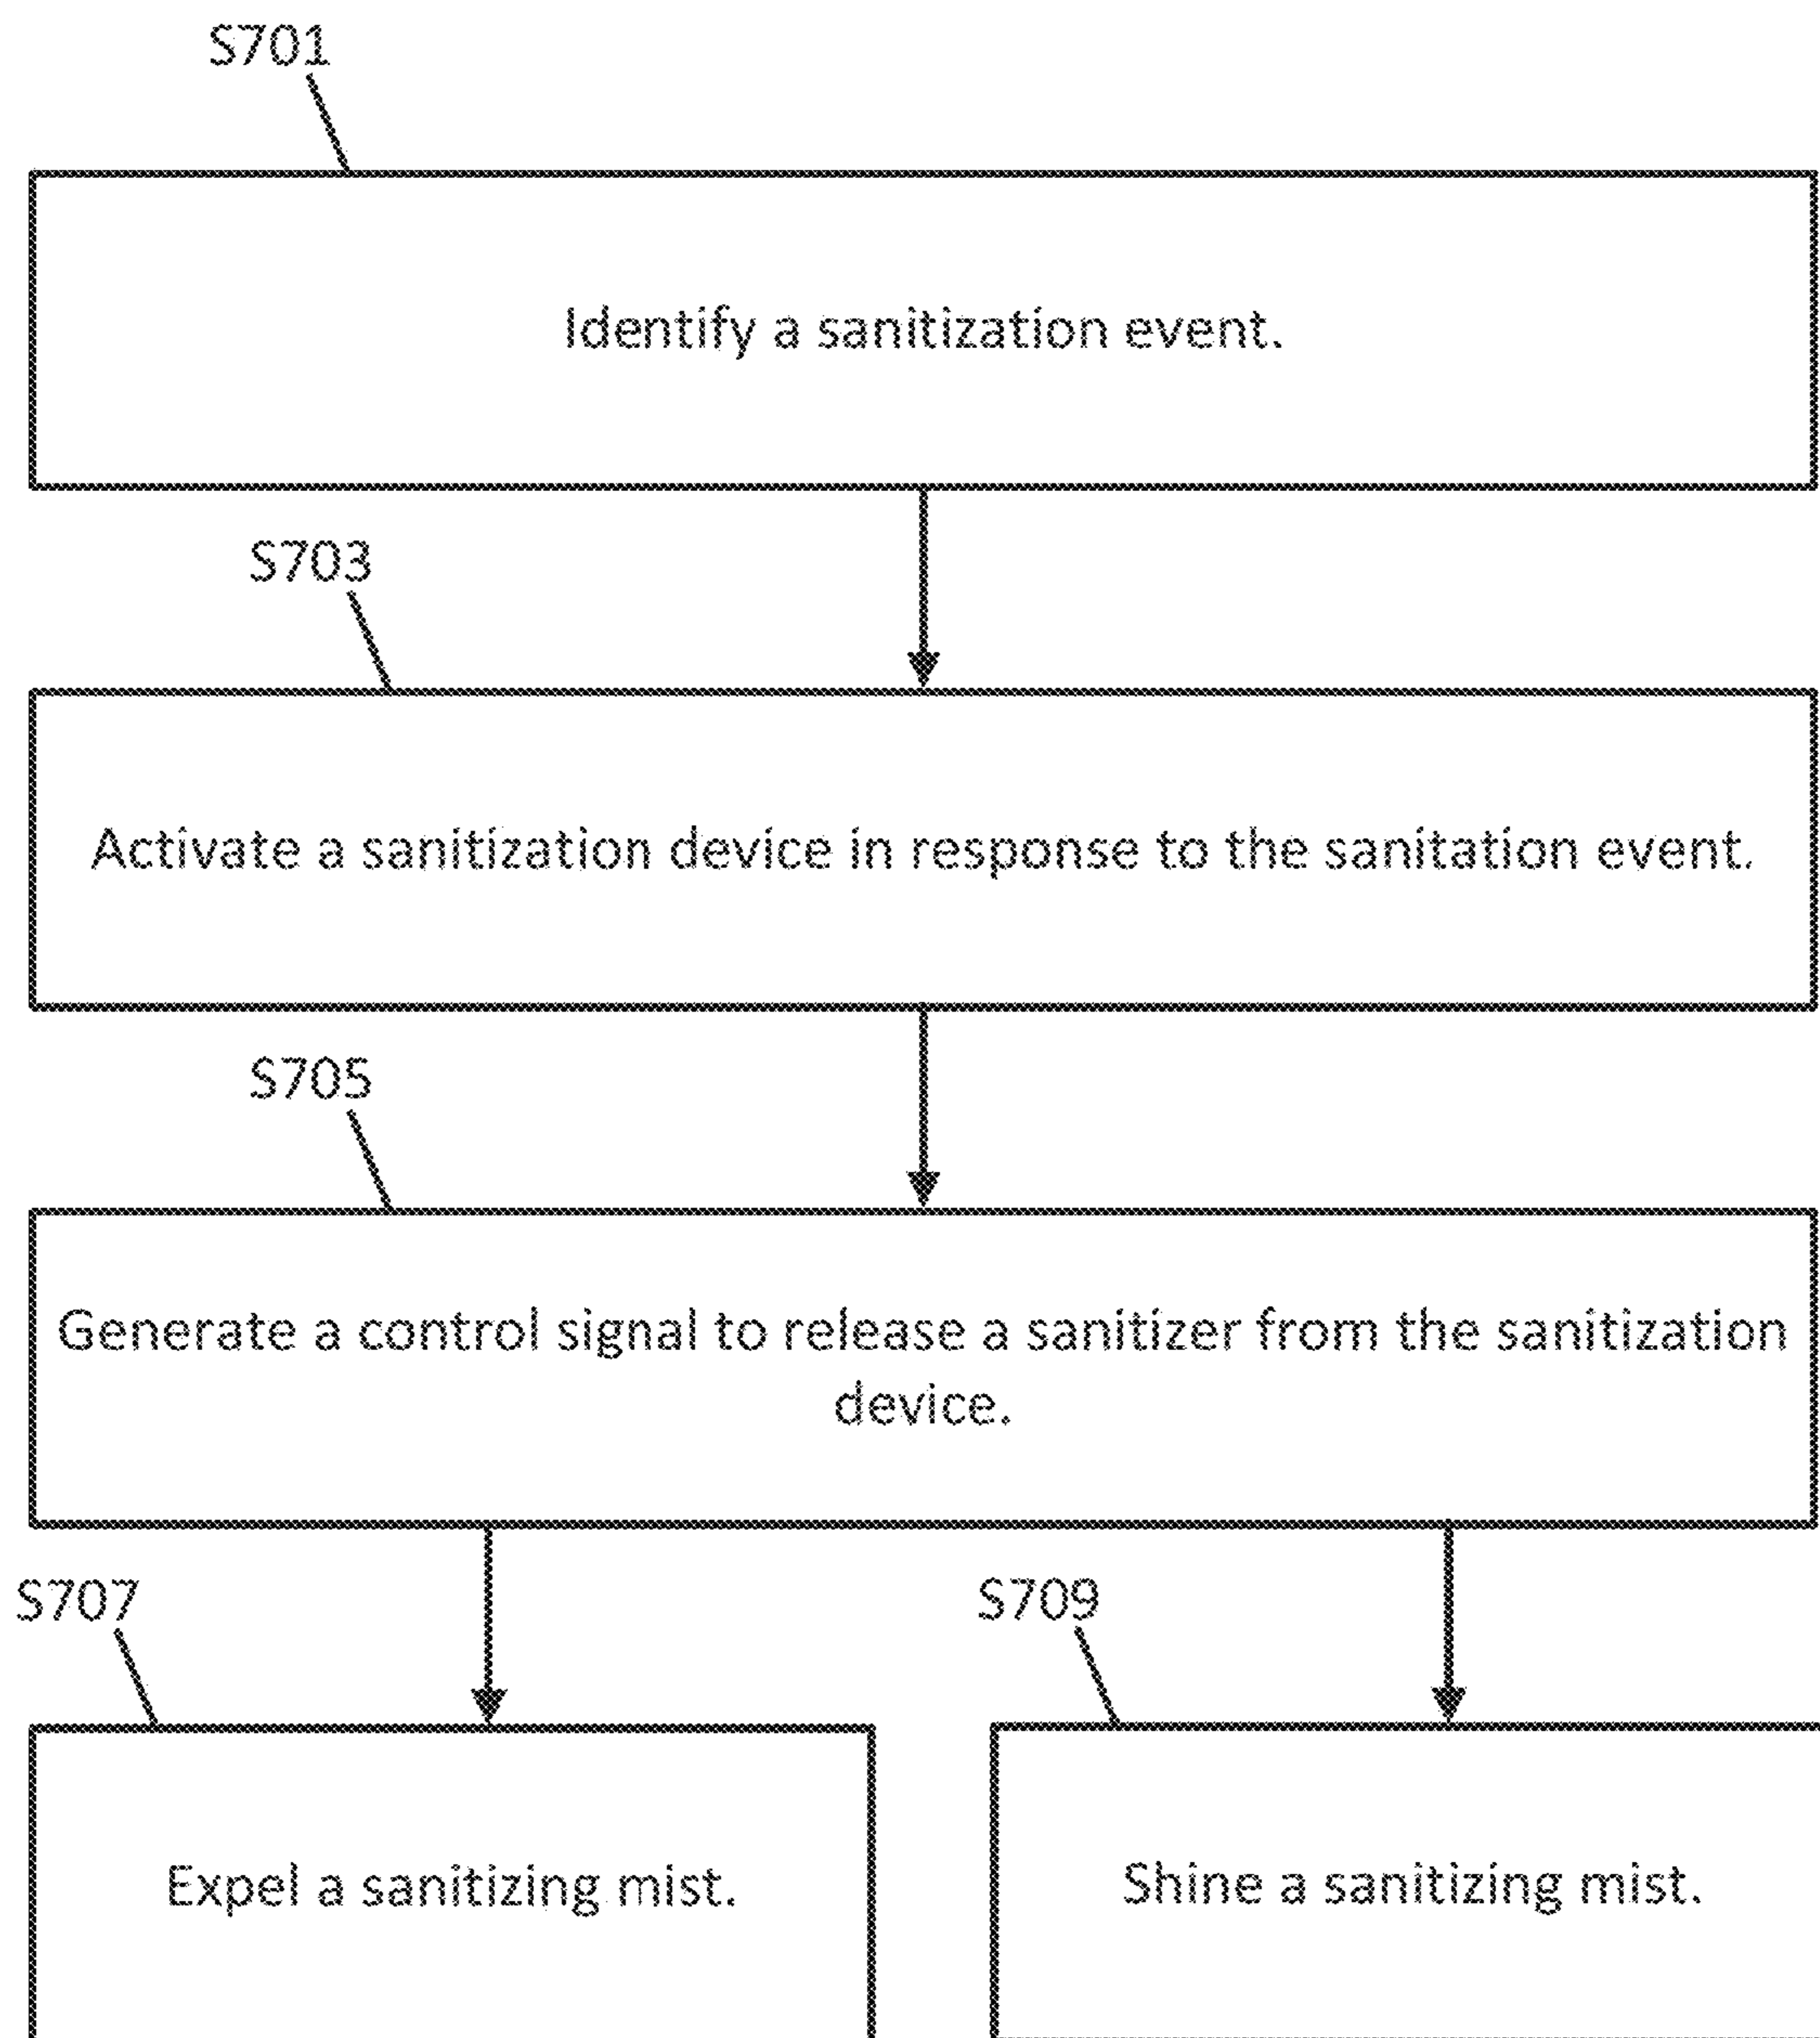 S701
Identify a sanitization event.
S703
Activate a sanitization device in response to the sanitation event.
S705
Generate a control signal to release a sanitizer from the sanitization
device.
S707
S709
Expel a sanitizing mist.
Shine a sanitizing mist.